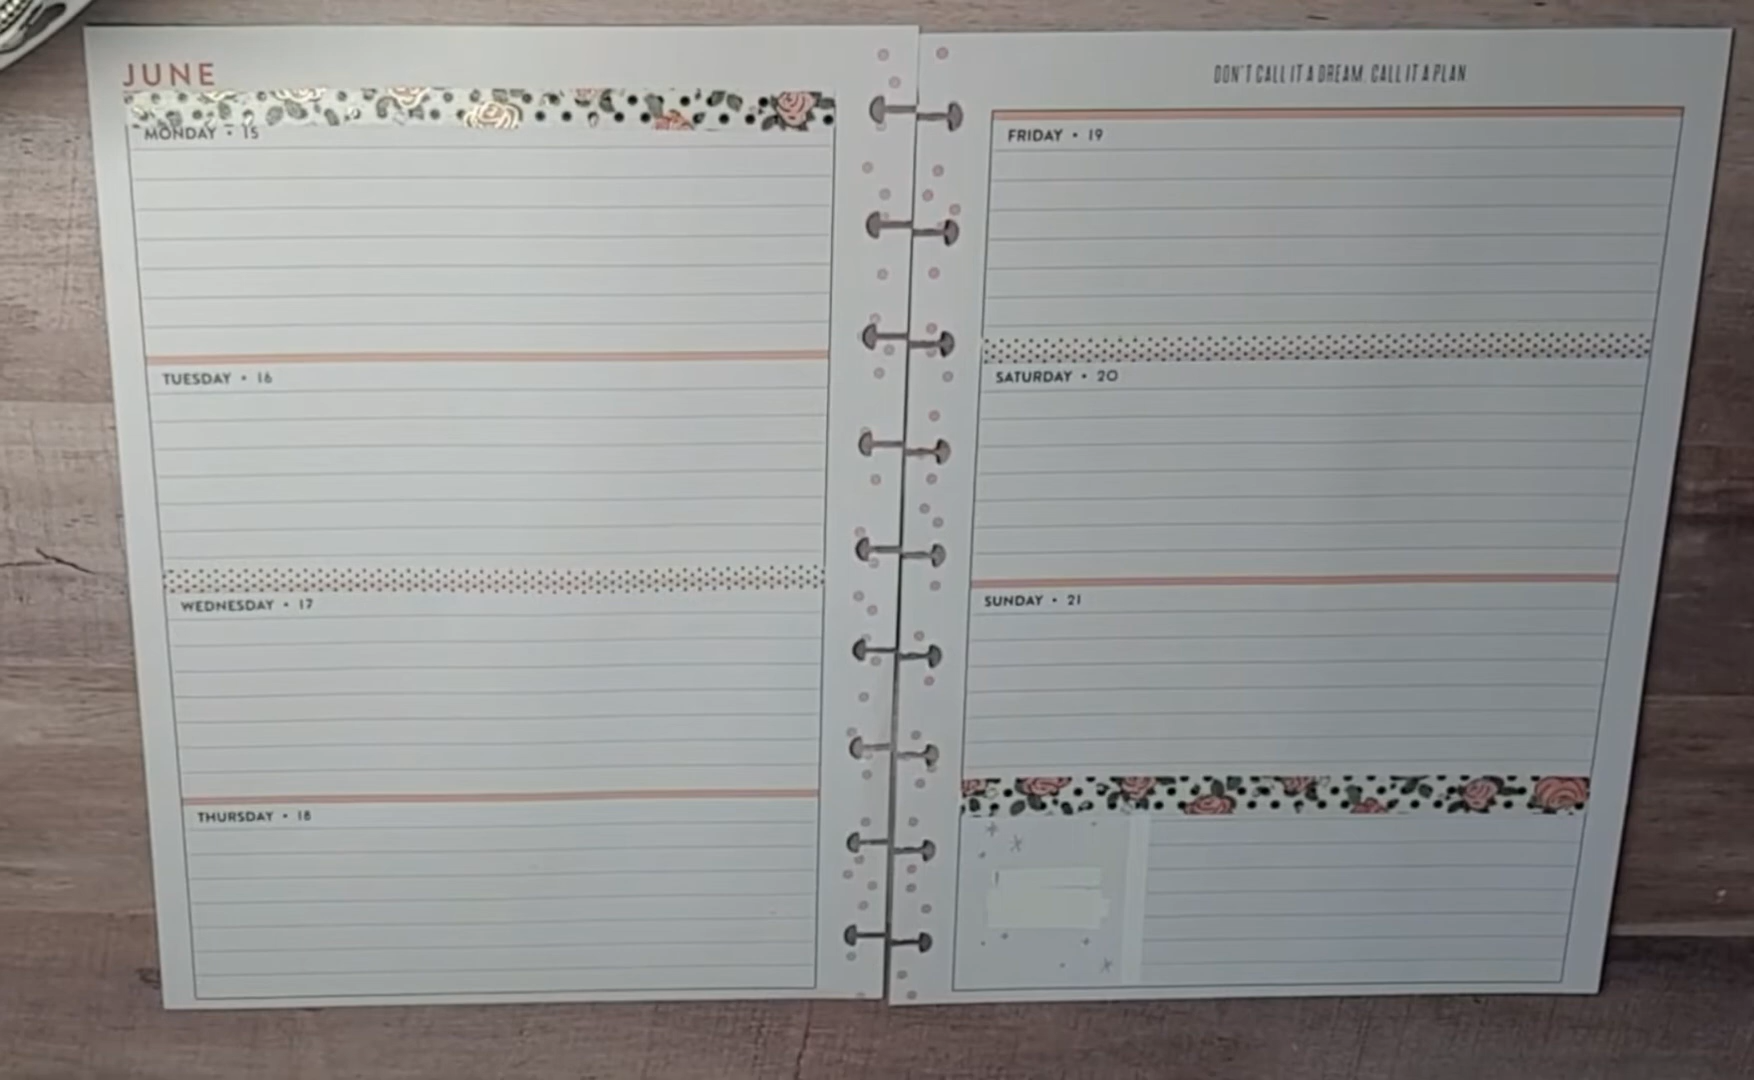 JUNE
MONDAY • 15
TUESDAY • 16
WEDNESDAY • 17
THURSDAY • 18
DON'T CALL IT A DREAM. CALL IT A PLAN.
FRIDAY • 19
SATURDAY • 20
SUNDAY • 21